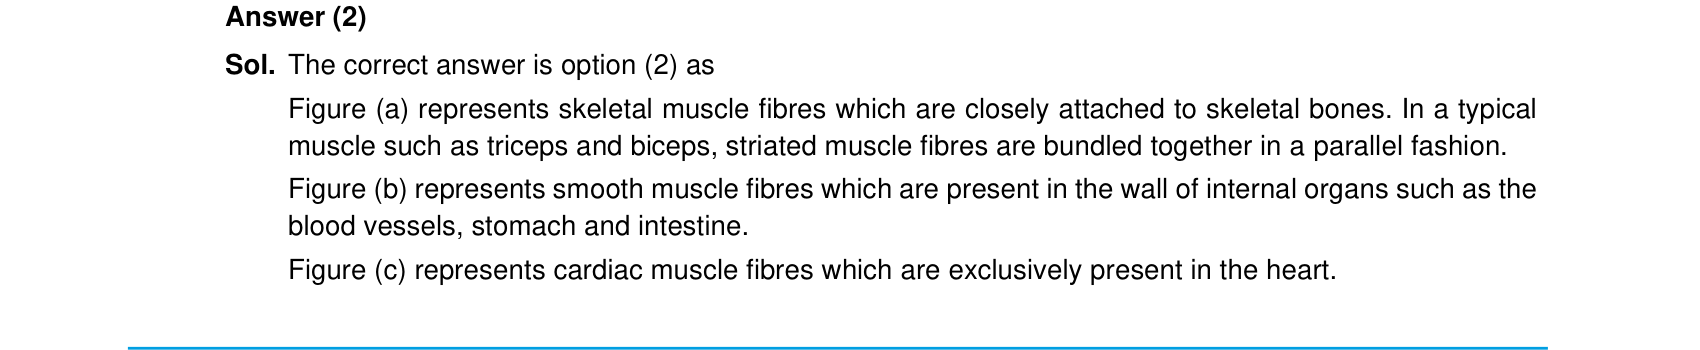 Answer (2)
Sol. The correct answer is option (2) as
Figure (a) represents skeletal muscle fibres which are closely attached to skeletal bones. In a typical
muscle such as triceps and biceps, striated muscle fibres are bundled together in a parallel fashion.
Figure (b) represents smooth muscle fibres which are present in the wall of internal organs such as the
blood vessels, stomach and intestine.
Figure (c) represents cardiac muscle fibres which are exclusively present in the heart.